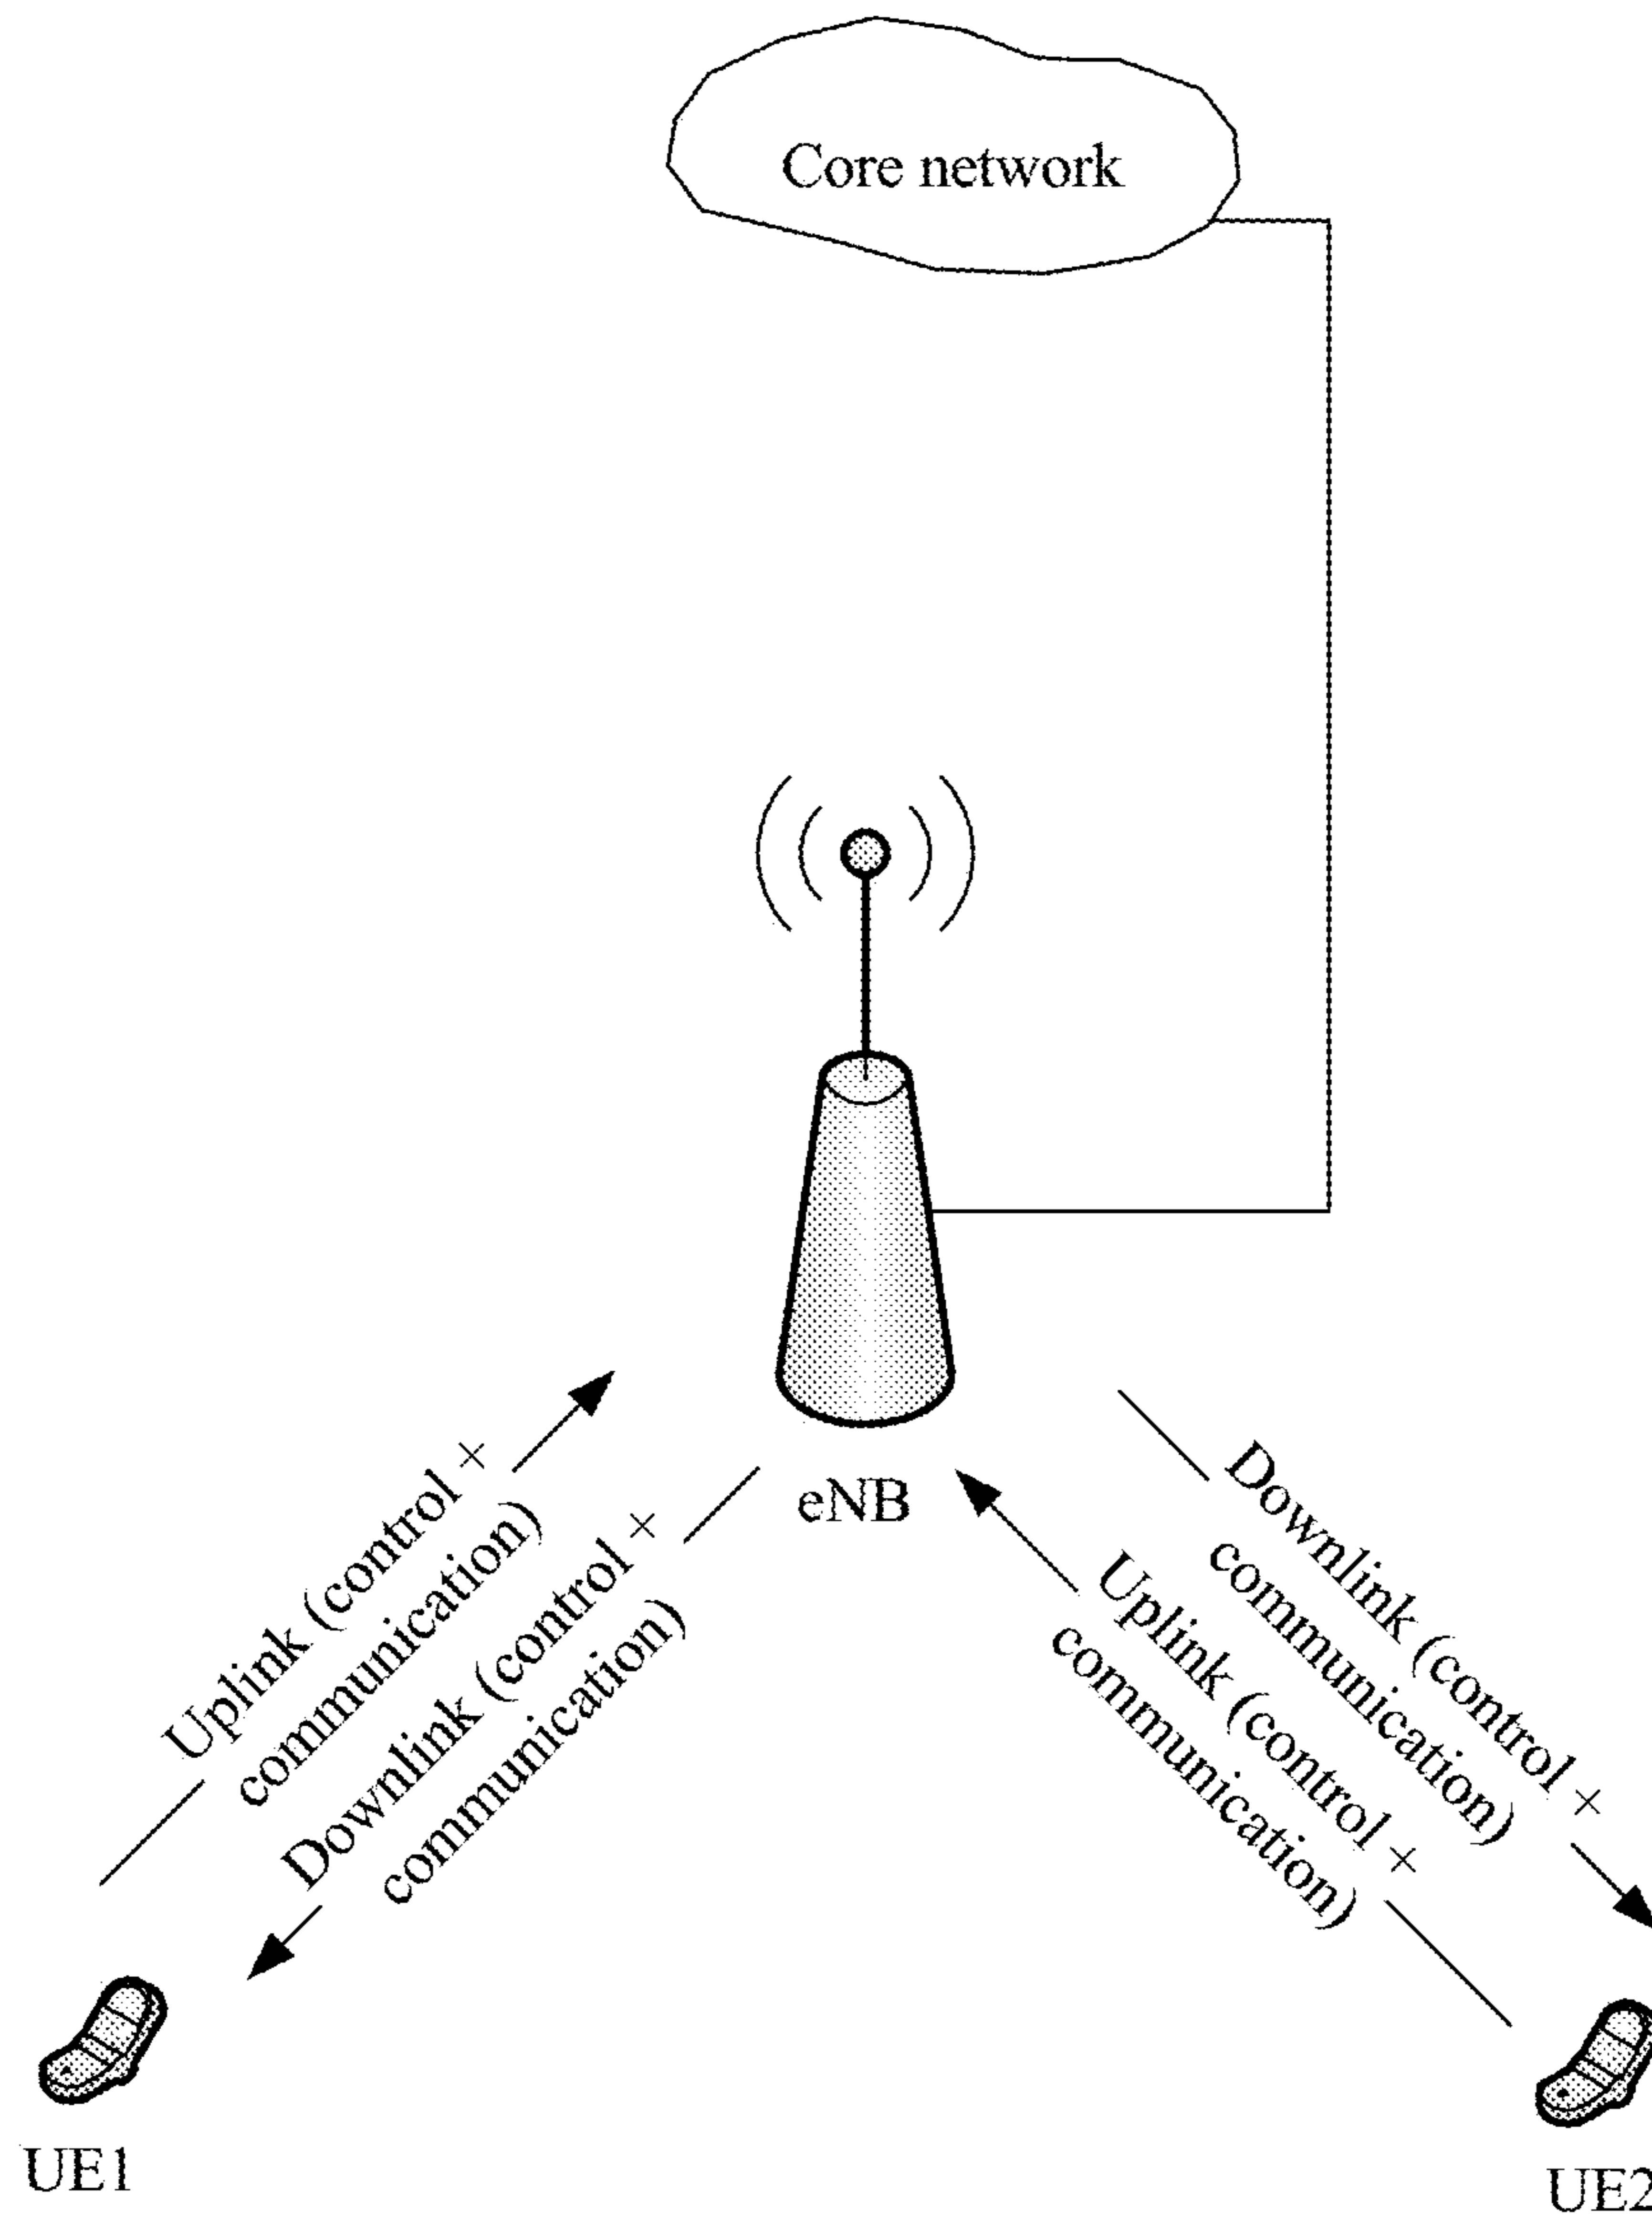 Core network
eNB
Uplink (control +
communication)
Downlink (control +
communication)
Downlink (control +
communication)
Uplink (control +
communication)
UE1
UE2